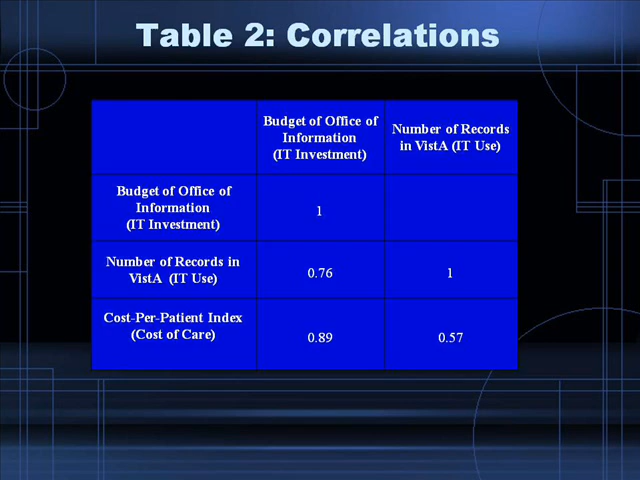 Table 2: Correlations
Budget of Office of
Information
(IT Investment)
Number of Records
in VistA (IT Use)
Budget of Office of
Information
(IT Investment)
1
Number of Records in
VistA (IT Use)
0.76
1
Cost-Per-Patient Index
(Cost of Care)
0.89
0.57